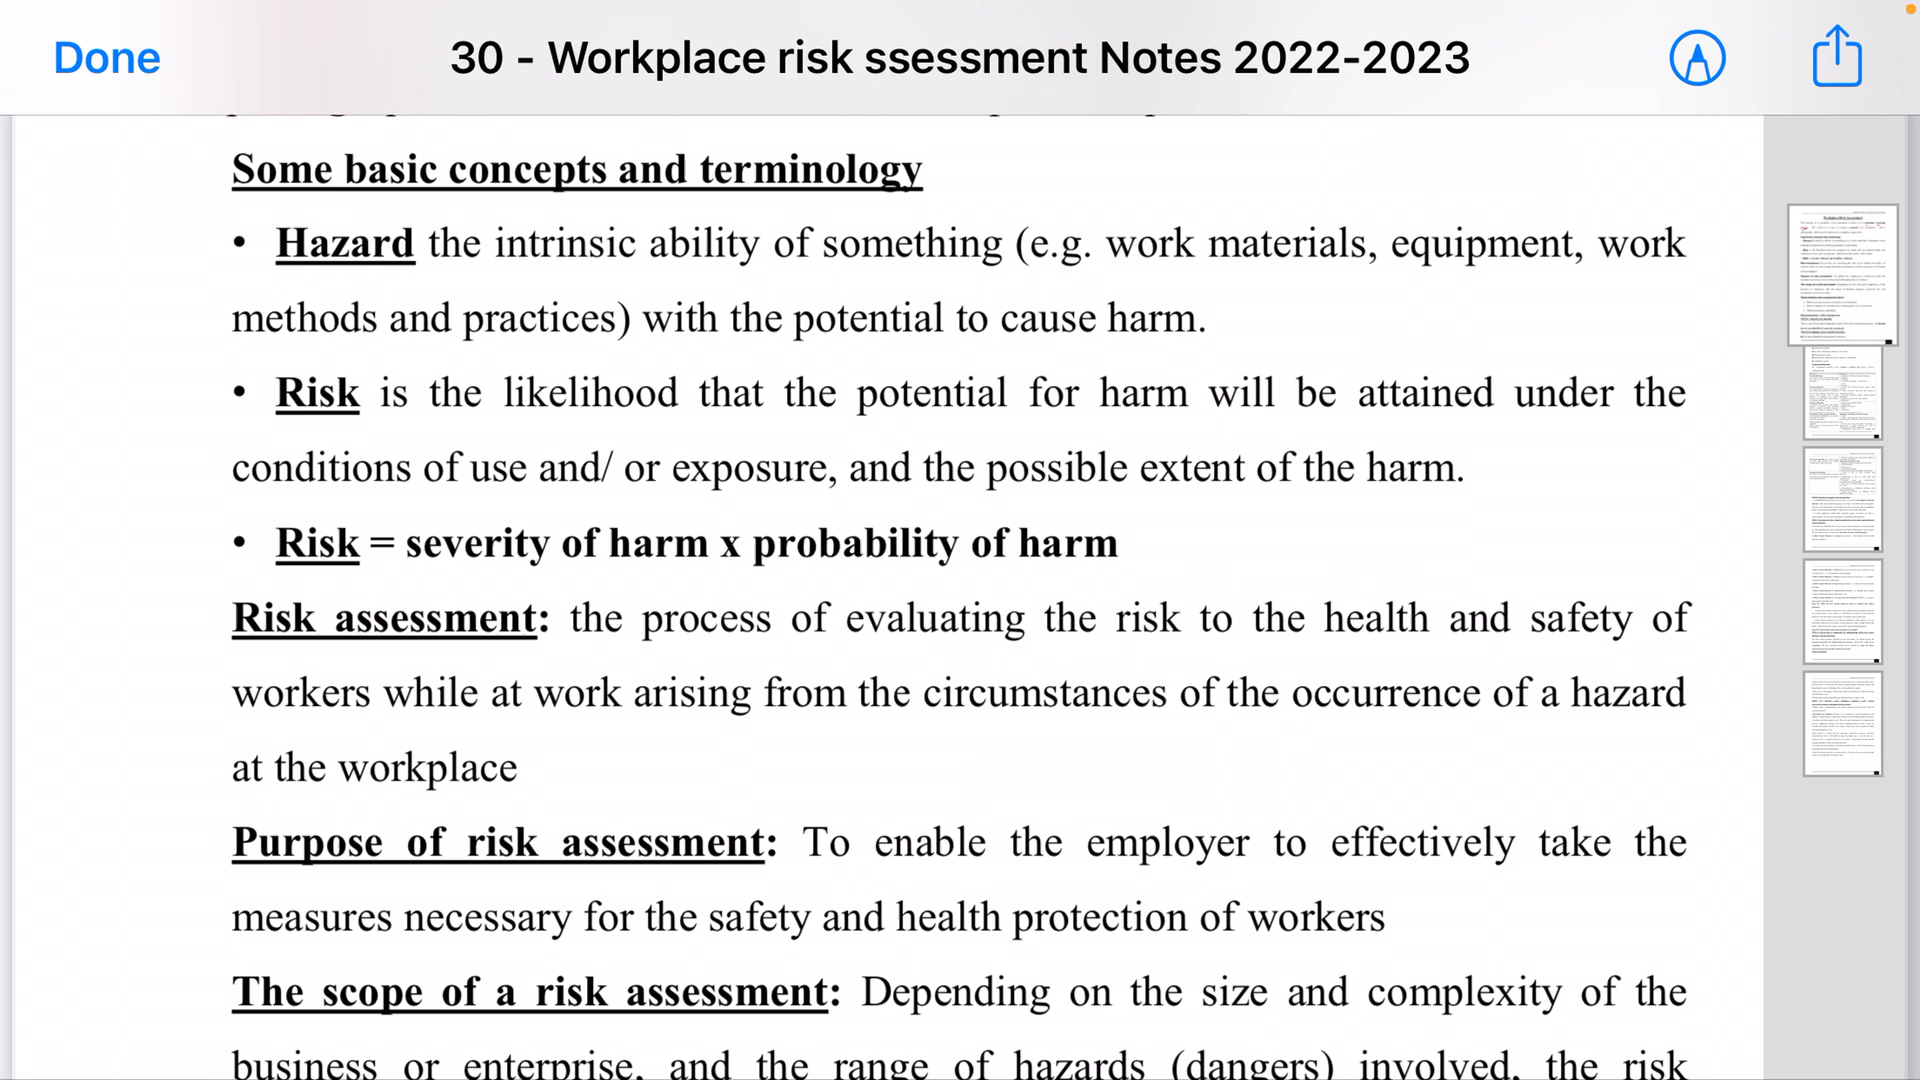 Done
30 - Workplace risk ssessment Notes 2022-2023
Some basic concepts and terminology
• Hazard the intrinsic ability of something (e.g. work materials, equipment, work
methods and practices) with the potential to cause harm.
• Risk is the likelihood that the potential for harm will be attained under the
conditions of use and/ or exposure, and the possible extent of the harm.
• Risk = severity of harm x probability of harm
Risk assessment: the process of evaluating the risk to the health and safety of
workers while at work arising from the circumstances of the occurrence of a hazard
at the workplace
Purpose of risk assessment: To enable the employer to effectively take the
measures necessary for the safety and health protection of workers
The scope of a risk assessment: Depending on the size and complexity of the
business or enterprise, and the range of hazards (dangers) involved, the risk